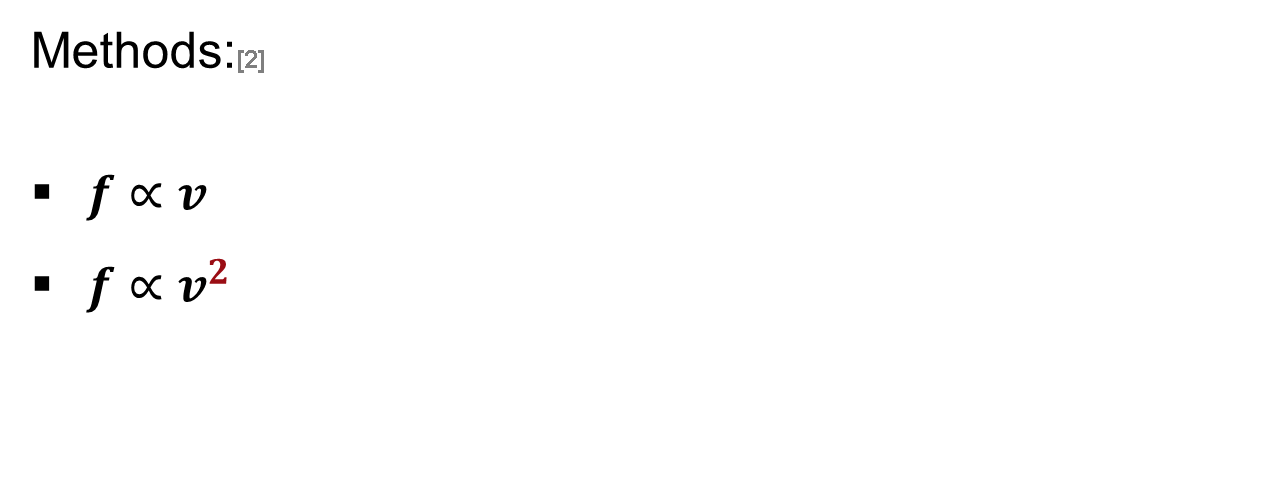 Methods:[2]
▪ f ∝ v
▪ f ∝ v²